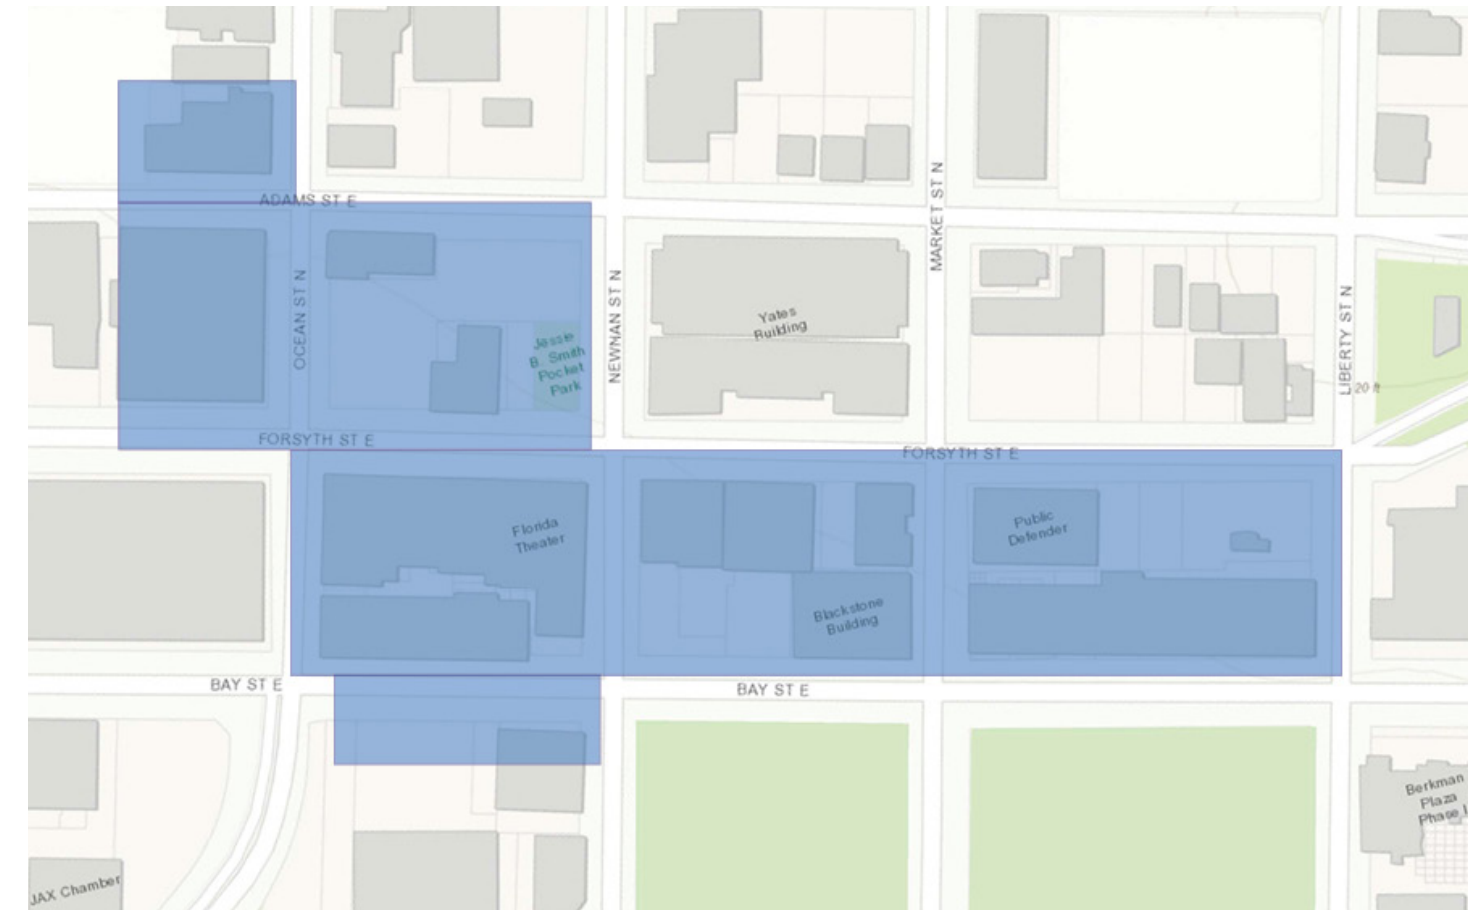 ADAMS ST E
MARKET ST N
OCEAN ST N
NEWNAN ST N
Yates
Building
LIBERTY ST N
Jessie
B. Smith
Pocket
Park
20 ft
FORSYTH ST E
FORSYTH ST E
Florida
Theater
Public
Defender
Blackstone
Building
BAY ST E
BAY ST E
Berkman
Plaza
Phase I
JAX Chamber